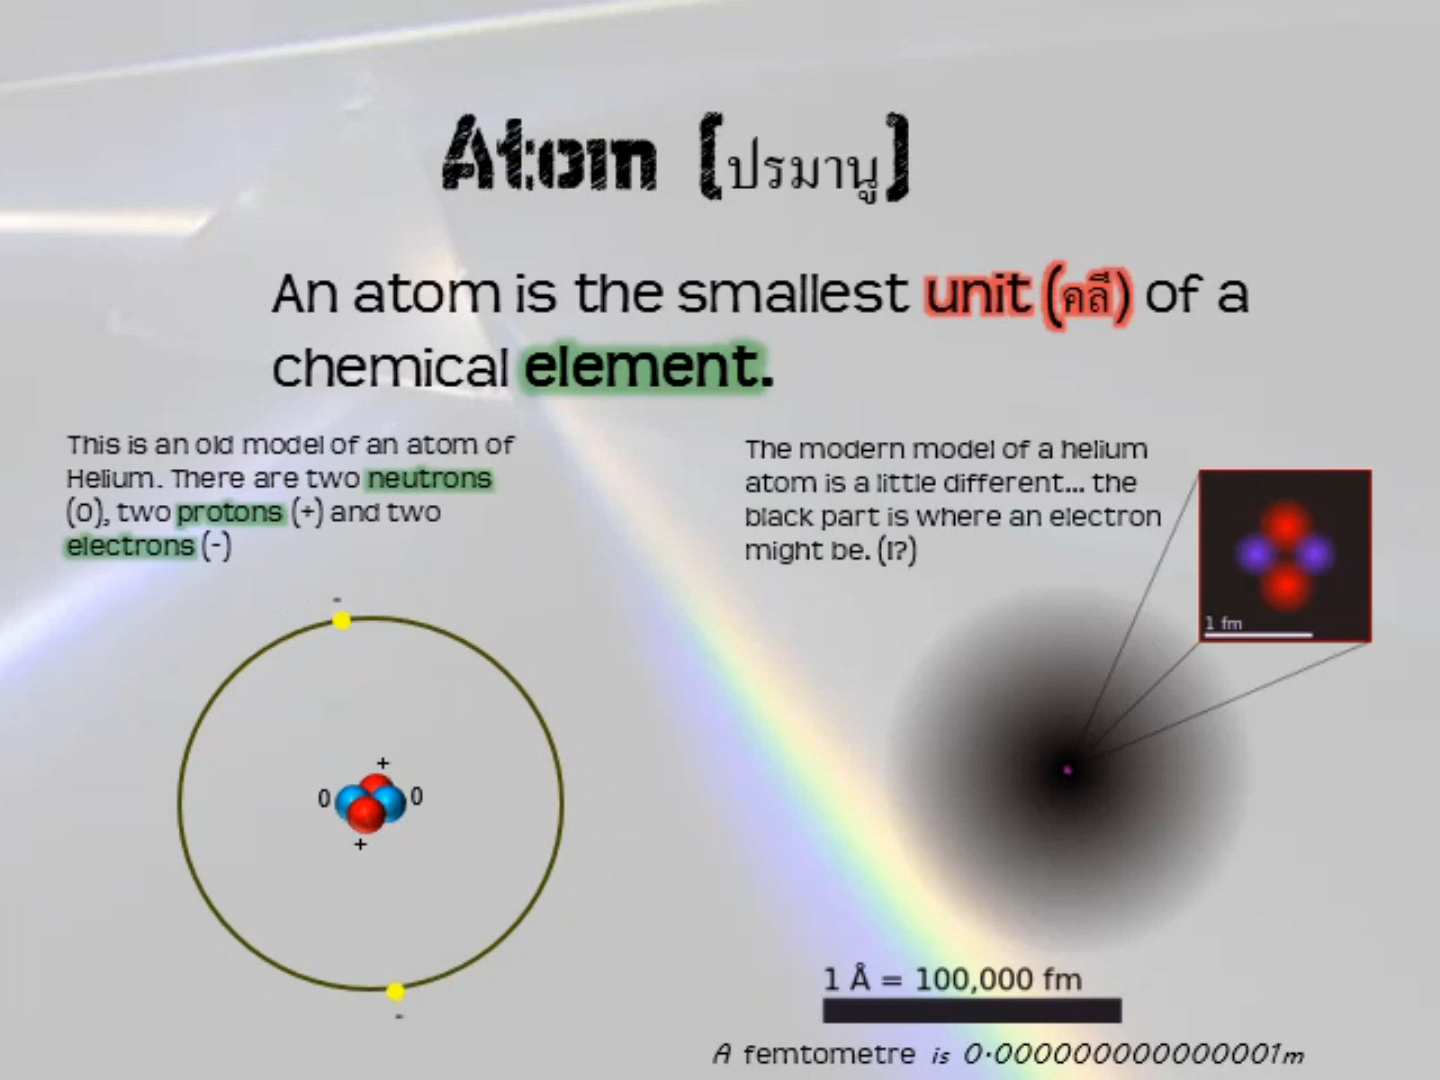 Atom (ปรมานู)
An atom is the smallest unit (คลี) of a
chemical element.
This is an old model of an atom of
Helium. There are two neutrons
(0), two protons (+) and two
electrons (-)
The modern model of a helium
atom is a little different... the
black part is where an electron
might be. (!?)
1 fm
-
+
0 0
+
-
1 Å = 100,000 fm
A femtometre is 0·000000000000001m